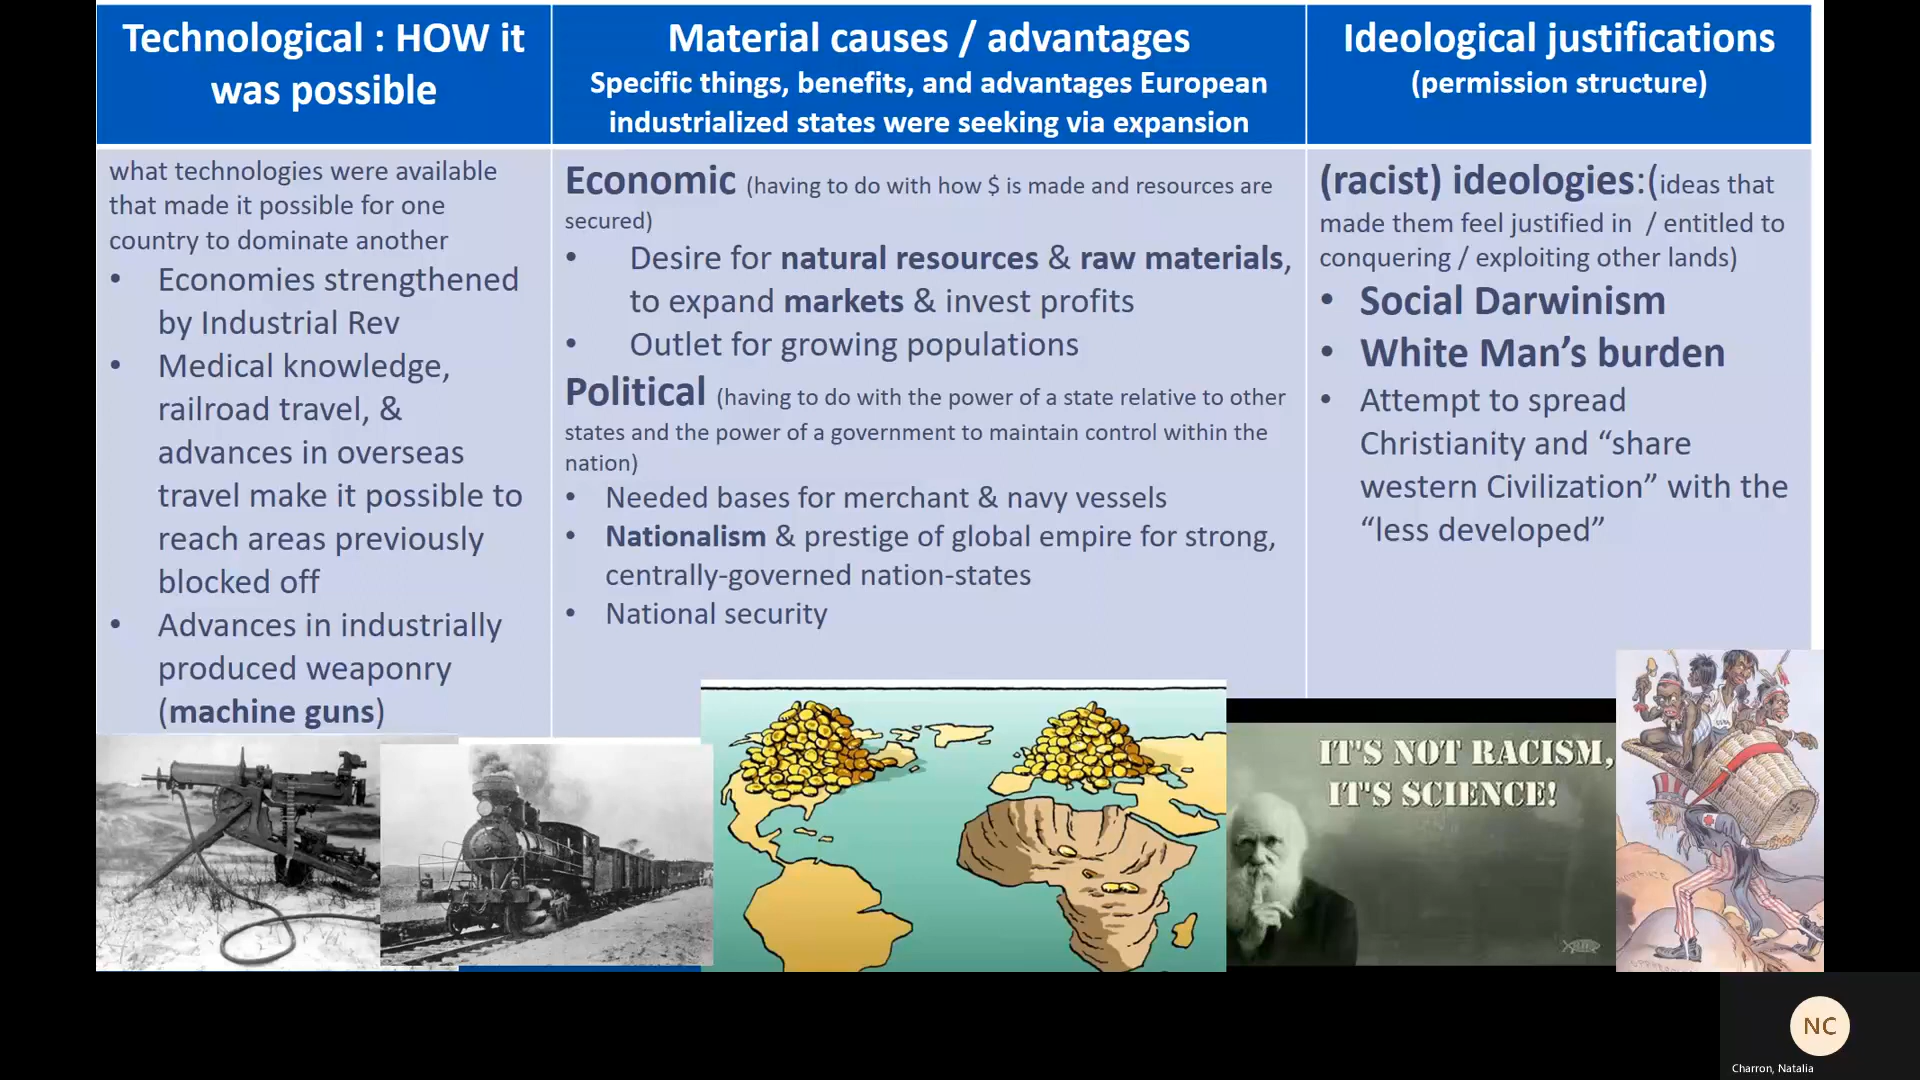 Technological : HOW it
was possible
Material causes / advantages
Specific things, benefits, and advantages European
industrialized states were seeking via expansion
Ideological justifications
(permission structure)
what technologies were available
that made it possible for one
country to dominate another
• Economies strengthened
by Industrial Rev
• Medical knowledge,
railroad travel, &
advances in overseas
travel make it possible to
reach areas previously
blocked off
• Advances in industrially
produced weaponry
(machine guns)
Economic (having to do with how $ is made and resources are
secured)
• Desire for natural resources & raw materials,
to expand markets & invest profits
• Outlet for growing populations
Political (having to do with the power of a state relative to other
states and the power of a government to maintain control within the
nation)
• Needed bases for merchant & navy vessels
• Nationalism & prestige of global empire for strong,
centrally-governed nation-states
• National security
(racist) ideologies:(ideas that
made them feel justified in / entitled to
conquering / exploiting other lands)
• Social Darwinism
• White Man’s burden
• Attempt to spread
Christianity and “share
western Civilization” with the
“less developed”
IT'S NOT RACISM,
IT'S SCIENCE!
NC
Charron, Natalia